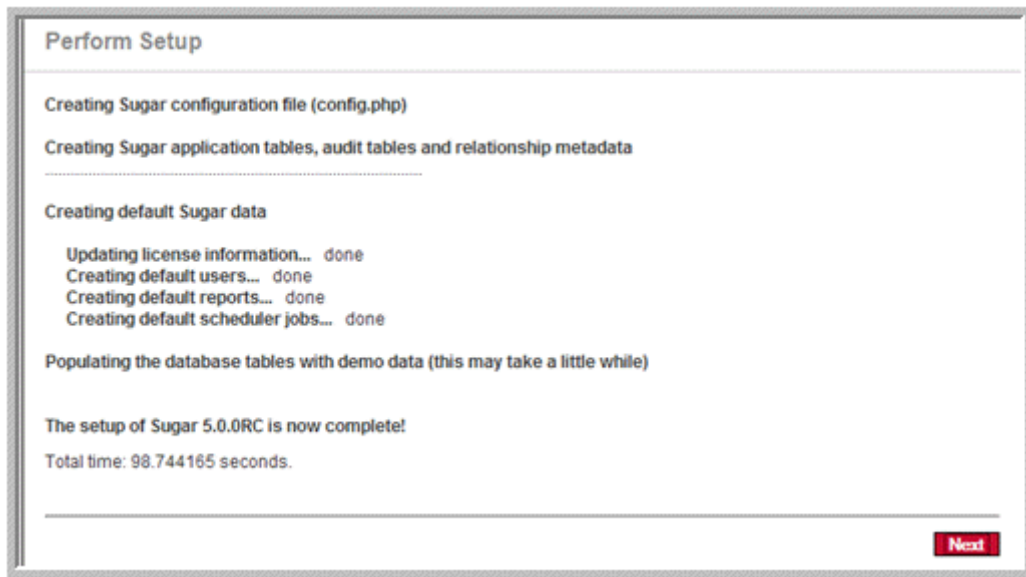 Perform Setup
Creating Sugar configuration file (config.php)
Creating Sugar application tables, audit tables and relationship metadata
Creating default Sugar data
Updating license information... done
Creating default users... done
Creating default reports... done
Creating default scheduler jobs... done
Populating the database tables with demo data (this may take a little while)
The setup of Sugar 5.0.0RC is now complete!
Total time: 98.744165 seconds.
Next